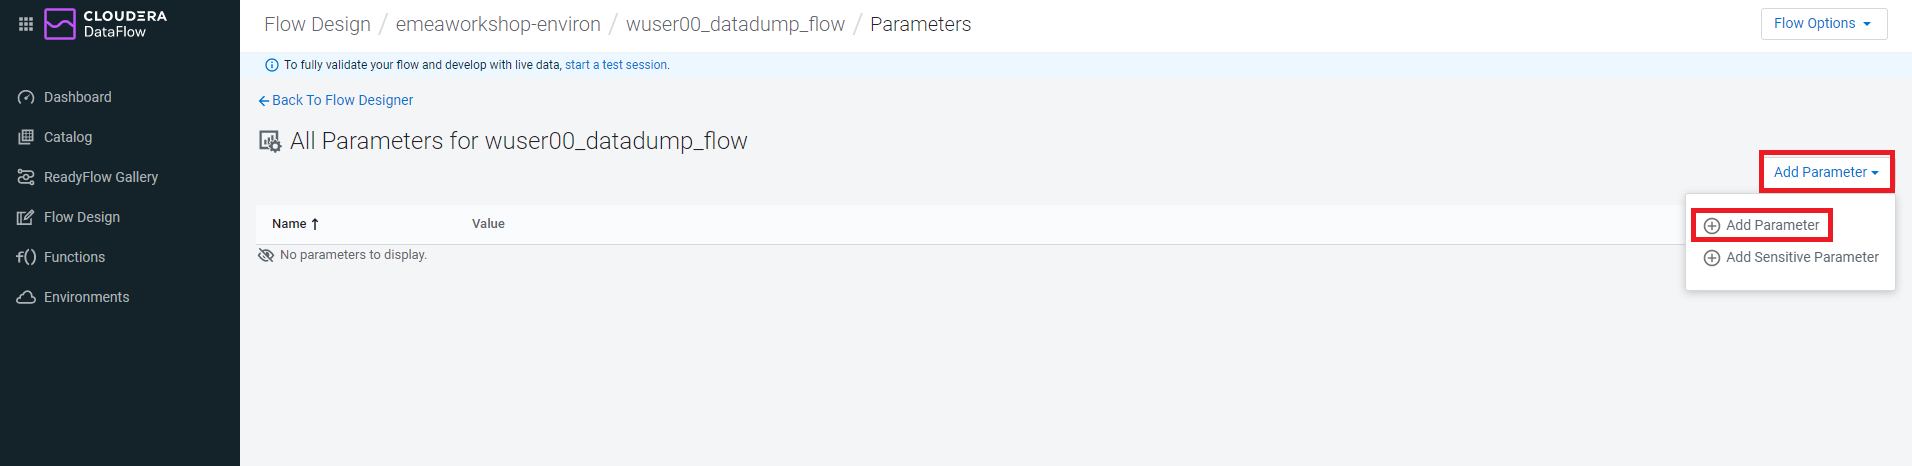 CLOUDERA
DataFlow
Dashboard
Catalog
ReadyFlow Gallery
Flow Design
f() Functions
Environments
Flow Design / emeaworkshop-environ / wuser00_datadump_flow / Parameters
Flow Options
To fully validate your flow and develop with live data, start a test session.
Back To Flow Designer
All Parameters for wuser00_datadump_flow
Add Parameter
Add Parameter
Add Sensitive Parameter
Name Value
No parameters to display.